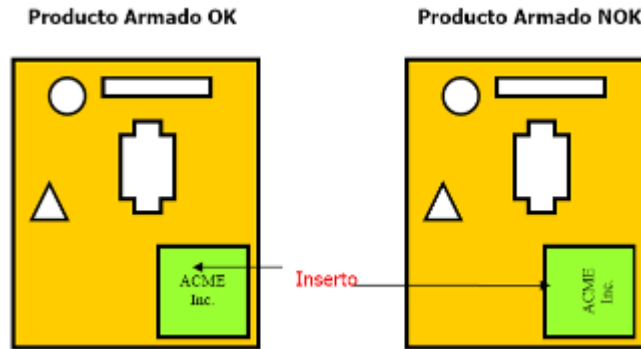 Producto Armado OK
Producto Armado NOK
Inserto
ACME
Inc.
ACME
Inc.